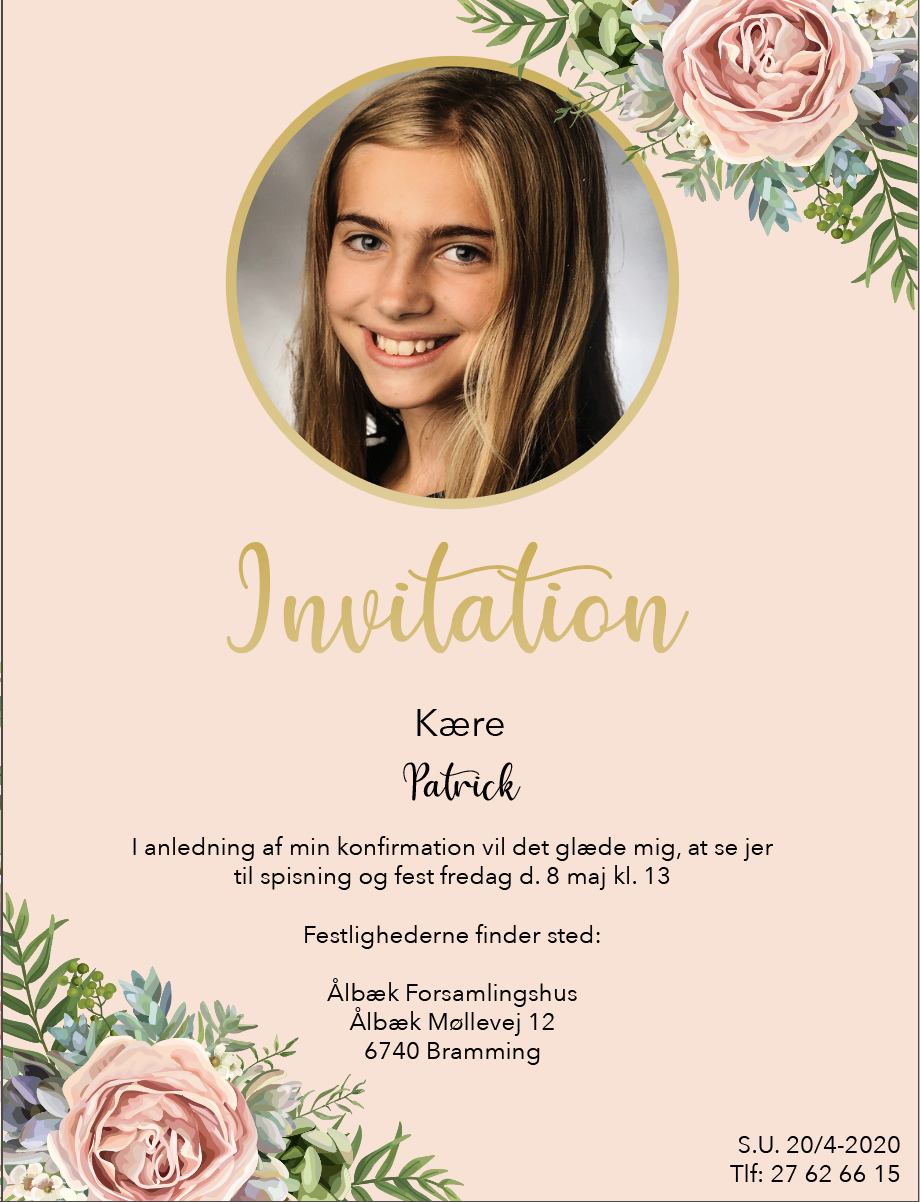 Invitation
Kære
Patrick
I anledning af min konfirmation vil det glæde mig, at se jer
til spisning og fest fredag d. 8 maj kl. 13
Festlighederne finder sted:
Ålbæk Forsamlingshus
Ålbæk Møllevej 12
6740 Bramming
S.U. 20/4-2020
Tlf: 27 62 66 15